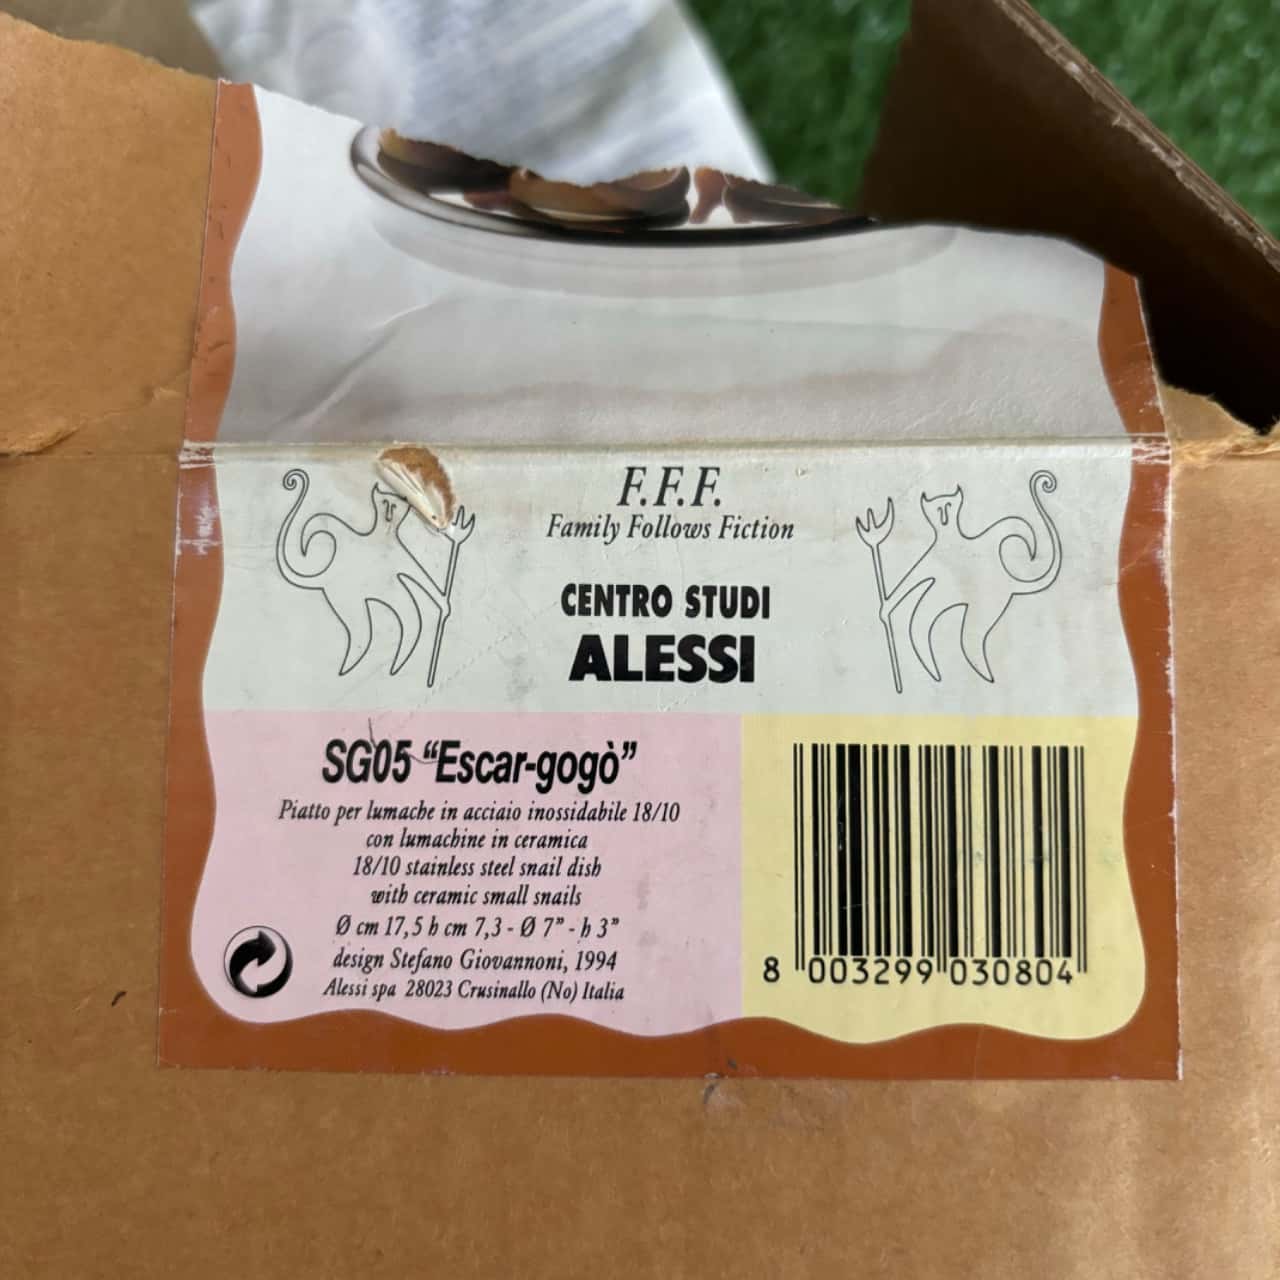 F.F.F.
Family Follows Fiction
CENTRO STUDI
ALESSI
SG05 “Escar-gogò”
Piatto per lumache in acciaio inossidabile 18/10
con lumachine in ceramica
18/10 stainless steel snail dish
with ceramic small snails
Ø cm 17,5 h cm 7,3 - Ø 7” - h 3”
design Stefano Giovannoni, 1994
Alessi spa 28023 Crusinallo (No) Italia
8 003299 030804